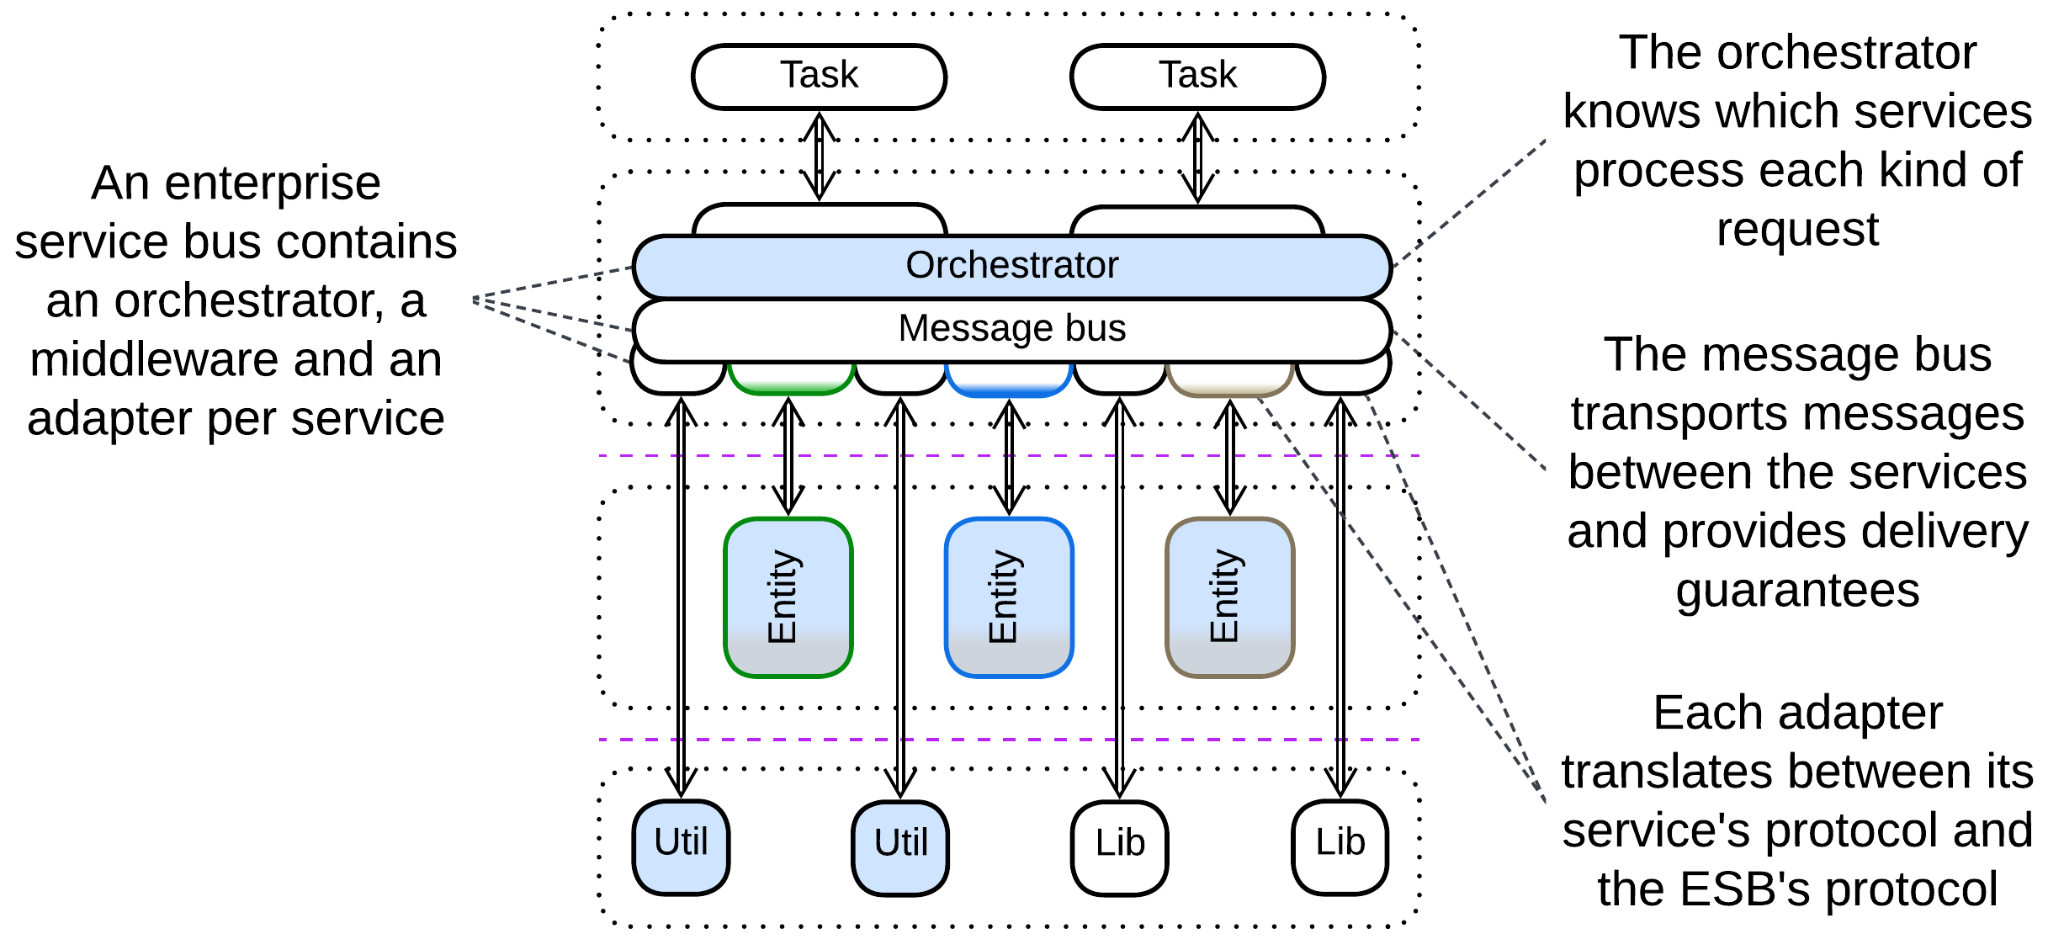 An enterprise
service bus contains
an orchestrator, a
middleware and an
adapter per service
Task
Task
Orchestrator
Message bus
Entity
Entity
Entity
Util
Util
Lib
Lib
The orchestrator
knows which services
process each kind of
request
The message bus
transports messages
between the services
and provides delivery
guarantees
Each adapter
translates between its
service's protocol and
the ESB's protocol